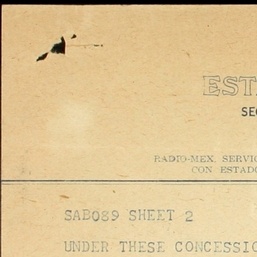 EST
SE
RADIO-MEX. SERVIC
CON ESTADO
SAB089 SHEET 2
UNDER THESE CONCESSIO